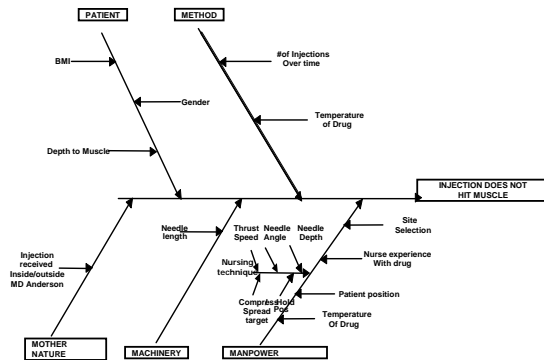 PATIENT
METHOD
BMI
#of Injections
Over time
Gender
Temperature
of Drug
Depth to Muscle
INJECTION DOES NOT
HIT MUSCLE
Needle
length
Thrust
Speed
Needle
Angle
Needle
Depth
Site
Selection
Injection
received
Inside/outside
MD Anderson
Nursing
technique
Nurse experience
With drug
Compress
Spread
target
Hold
Pos
Patient position
Temperature
Of Drug
MOTHER
NATURE
MACHINERY
MANPOWER